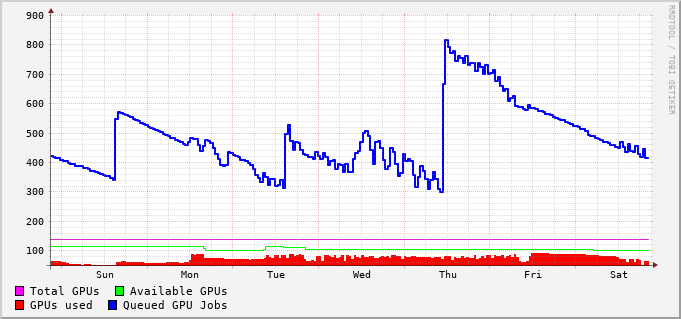 900
800
700
600
500
400
300
200
100
Sun Mon Tue Wed Thu Fri Sat
Total GPUs Available GPUs
GPUs used Queued GPU Jobs
RRDTOOL / TOBI OETIKER